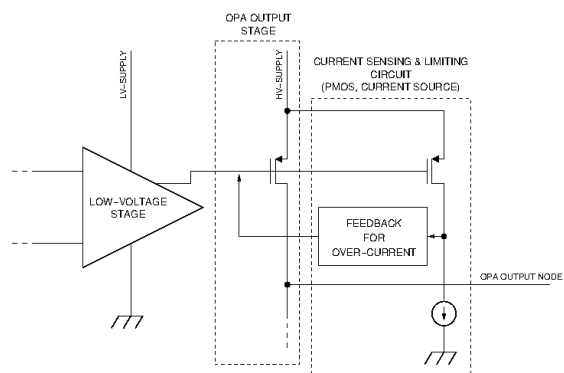 OPA OUTPUT
STAGE
CURRENT SENSING & LIMITING
CIRCUIT
(PMOS, CURRENT SOURCE)
LV-SUPPLY
HV-SUPPLY
LOW-VOLTAGE
STAGE
FEEDBACK
FOR
OVER-CURRENT
OPA OUTPUT NODE